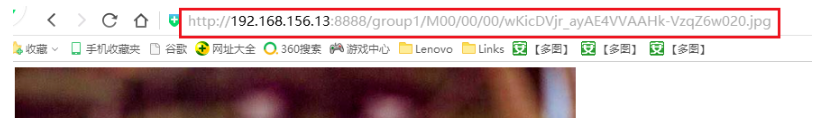 http://192.168.156.13:8888/group1/M00/00/00/wKicDVjr_ayAE4VVAAHk-VzqZ6w020.jpg
收藏 手机收藏夹 谷歌 网址大全 360搜索 游戏中心 Lenovo Links 【多图】 【多图】 【多图】